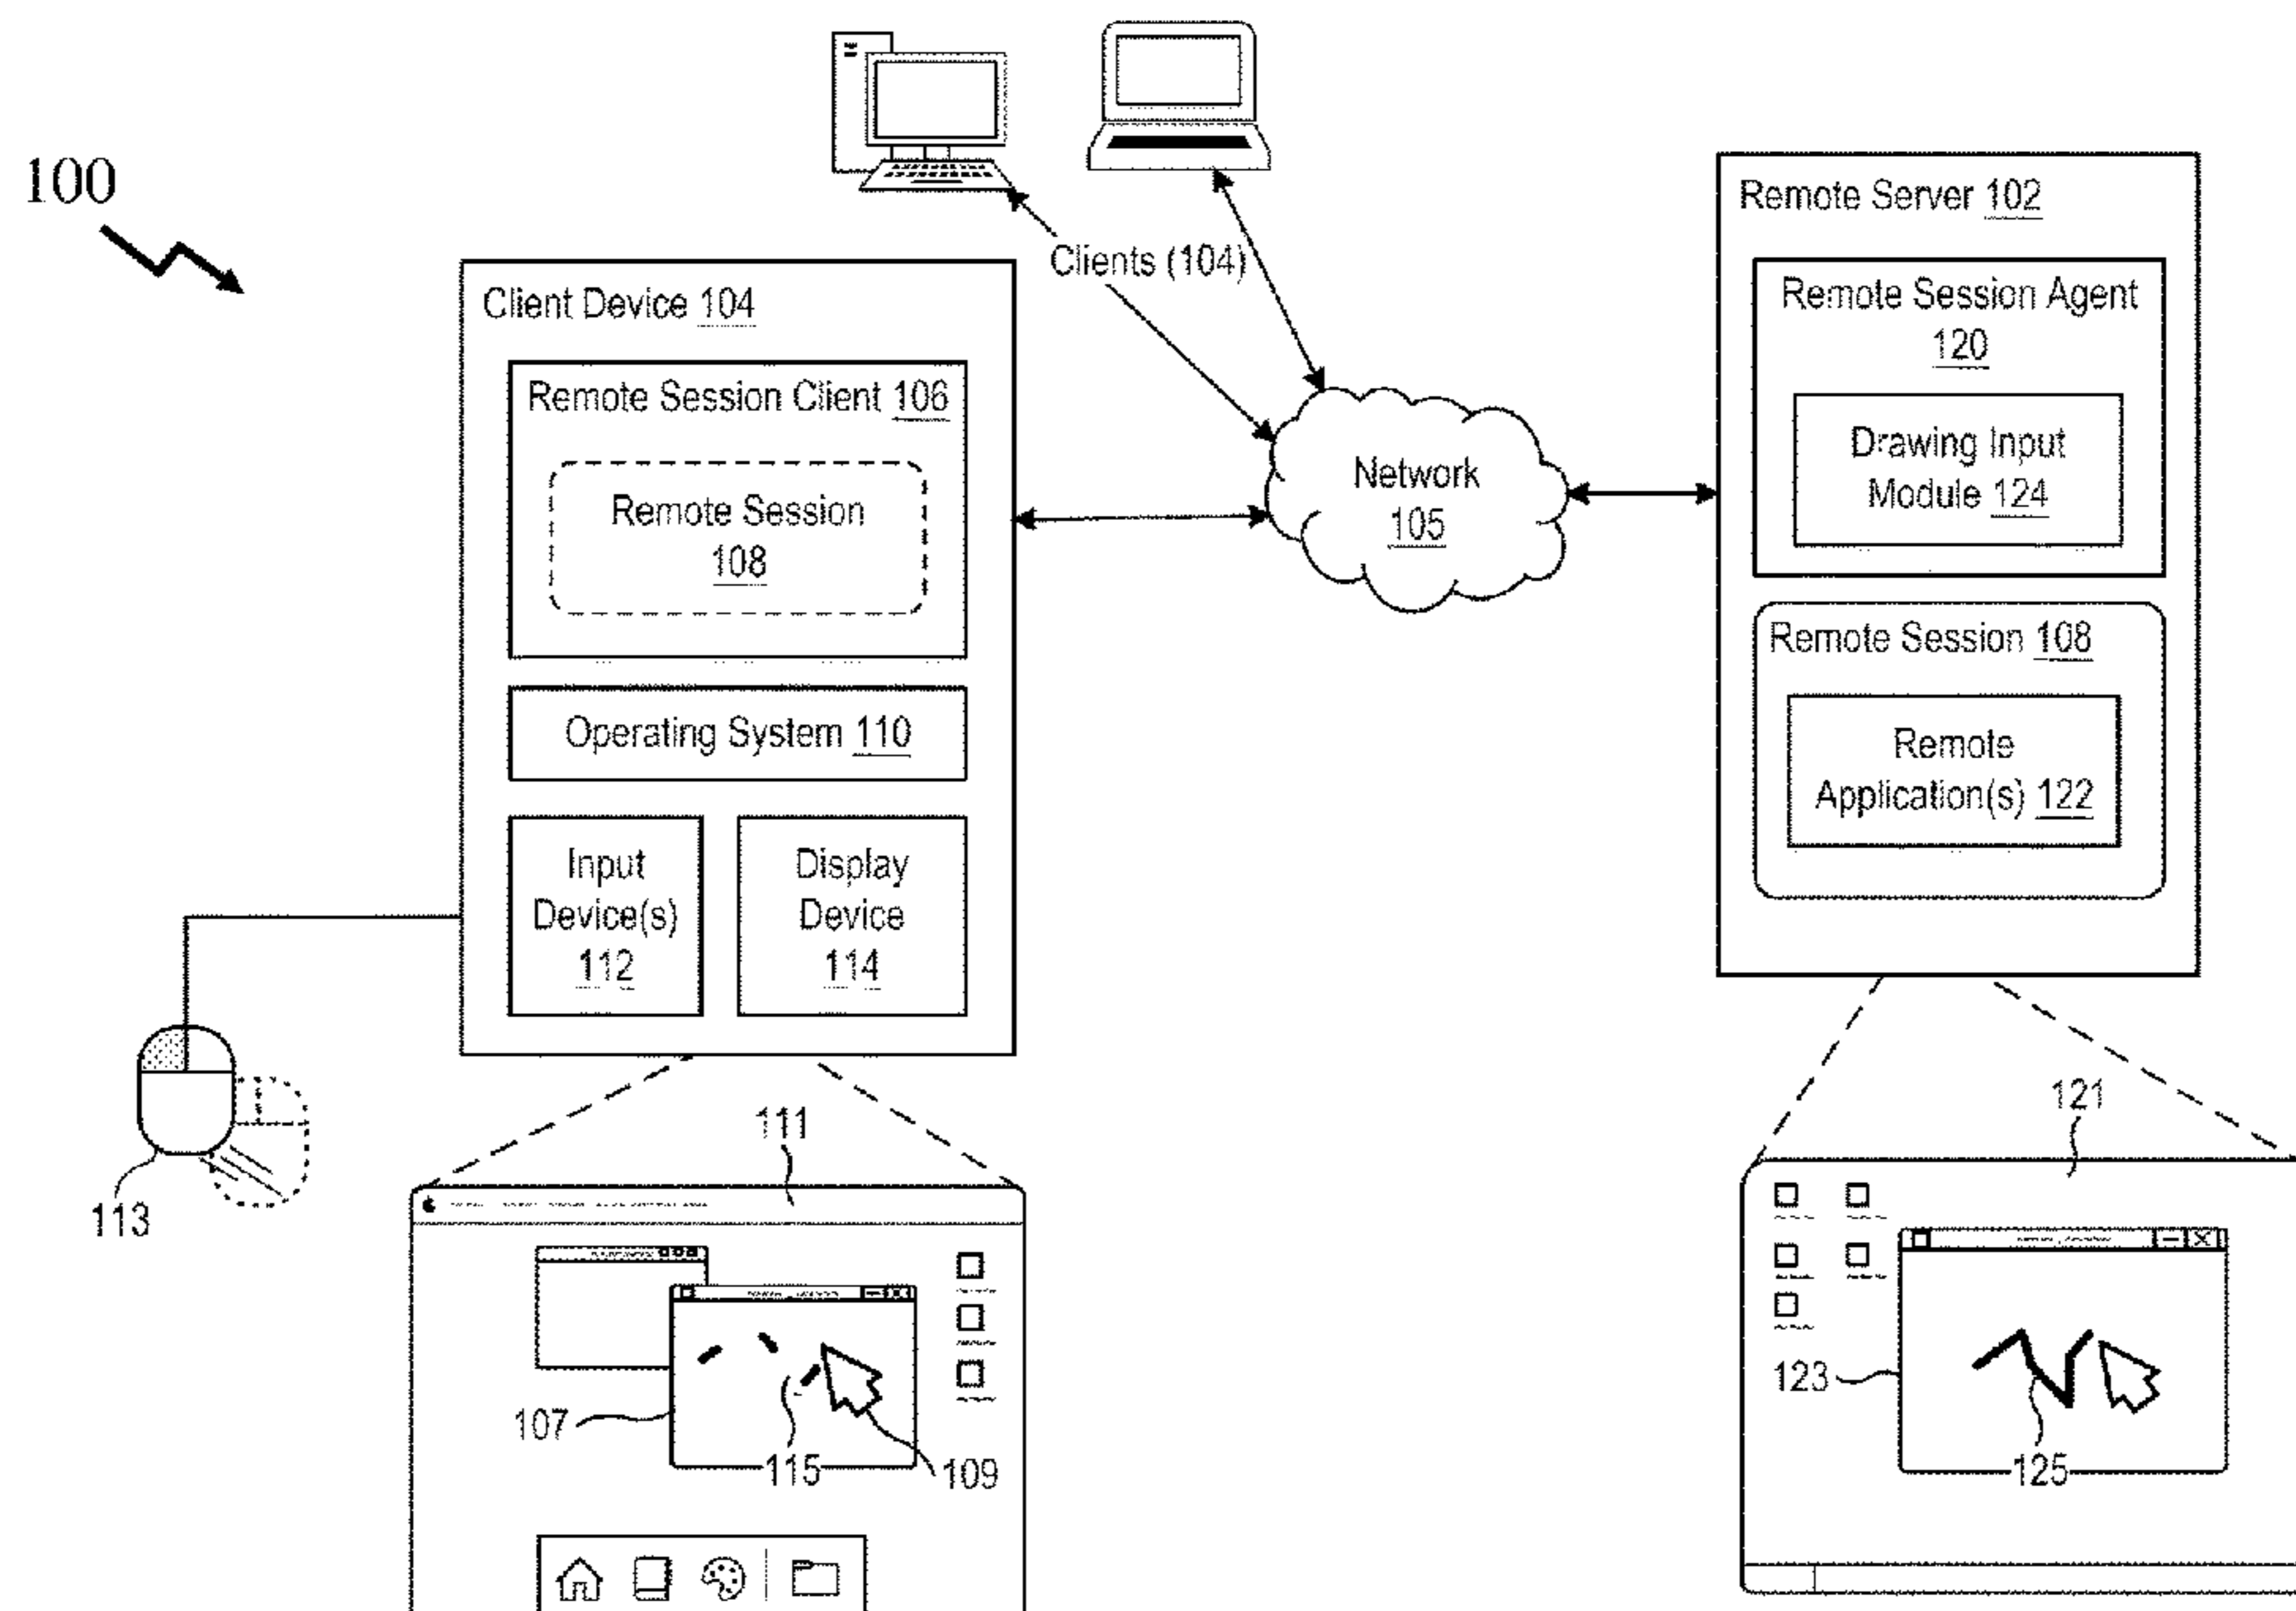 100
Clients (104)
Client Device 104
Remote Session Client 106
Remote Session
108
Operating System 110
Input
Device(s)
112
Display
Device
114
Network
105
Remote Server 102
Remote Session Agent
120
Drawing Input
Module 124
Remote Session 108
Remote
Application(s) 122
113
111
107
115
109
121
123
125